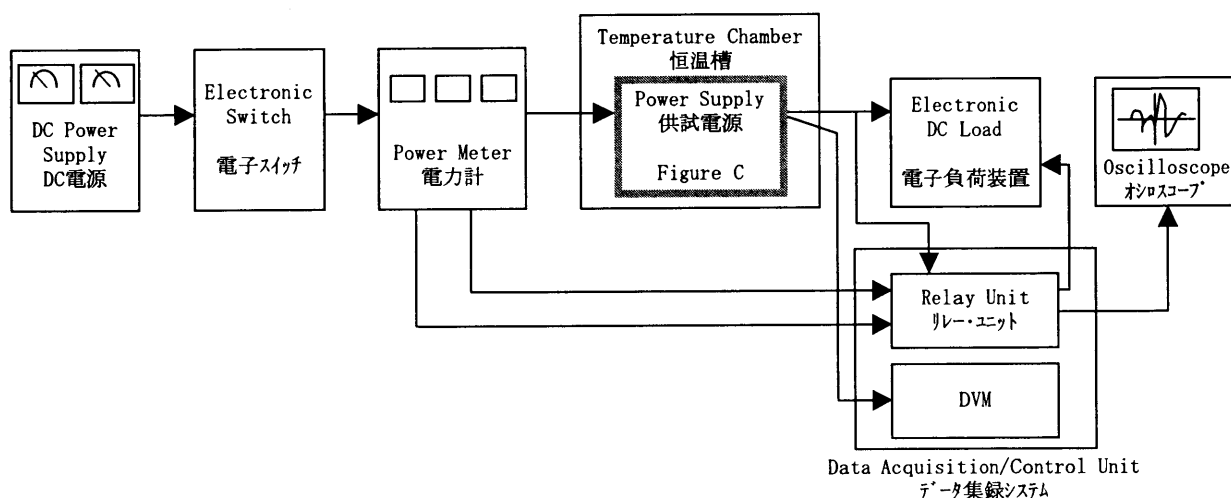 DC Power
Supply
DC電源
Electronic
Switch
電子ｽｲｯﾁ
Power Meter
電力計
Temperature Chamber
恒温槽
Power Supply
供試電源
Figure C
Electronic
DC Load
電子負荷装置
Oscilloscope
ｵｼﾛｽｺｰﾌﾟ
Relay Unit
ﾘﾚｰ・ﾕﾆｯﾄ
DVM
Data Acquisition/Control Unit
ﾃﾞｰﾀ集録ｼｽﾃﾑ